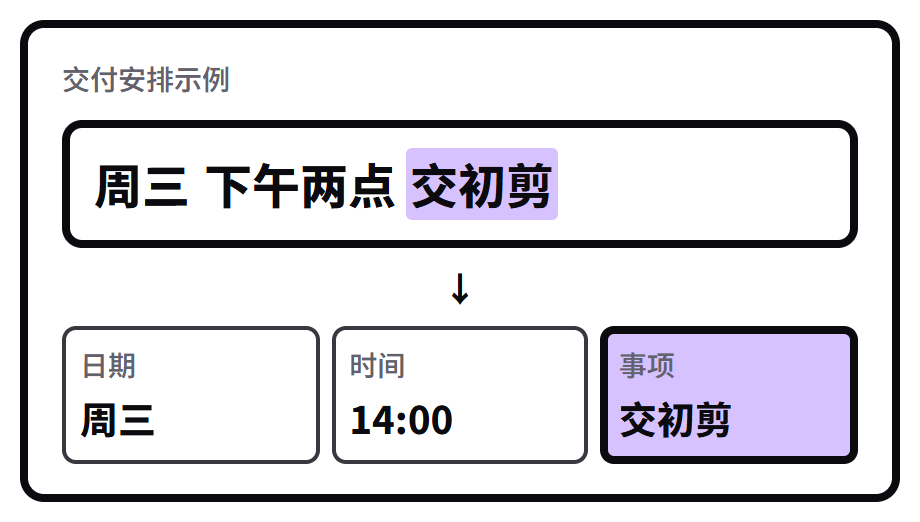 交付安排示例
周三 下午两点 交初剪
↓
日期 时间 事项
周三 14:00 交初剪